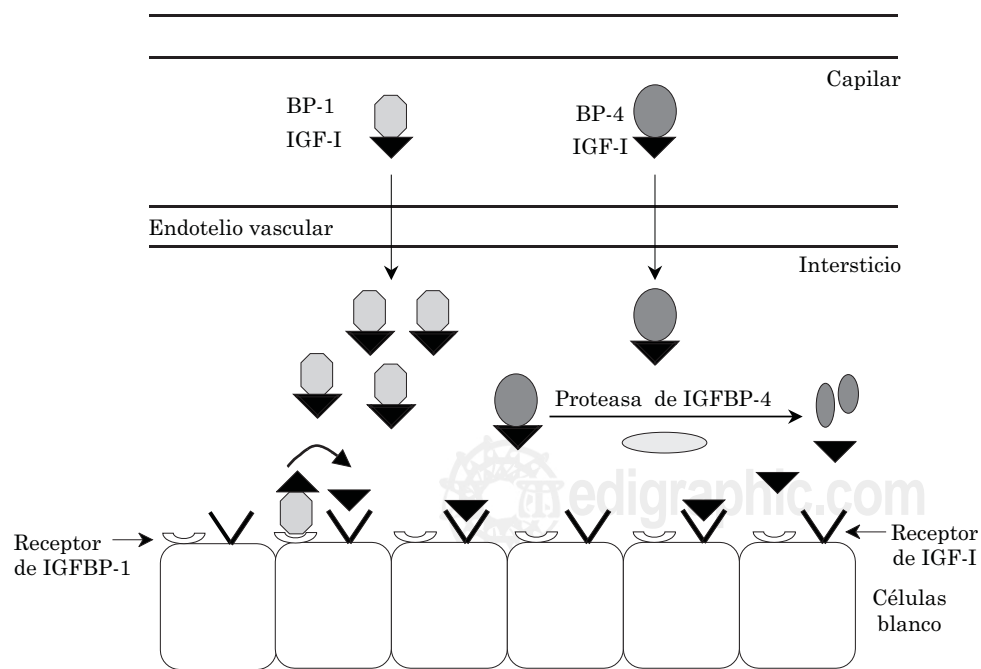 Capilar
BP-1
IGF-I
BP-4
IGF-I
Endotelio vascular
Intersticio
Proteasa de IGFBP-4
edigraphic.com
Receptor
de IGFBP-1
Receptor
de IGF-I
Células
blanco